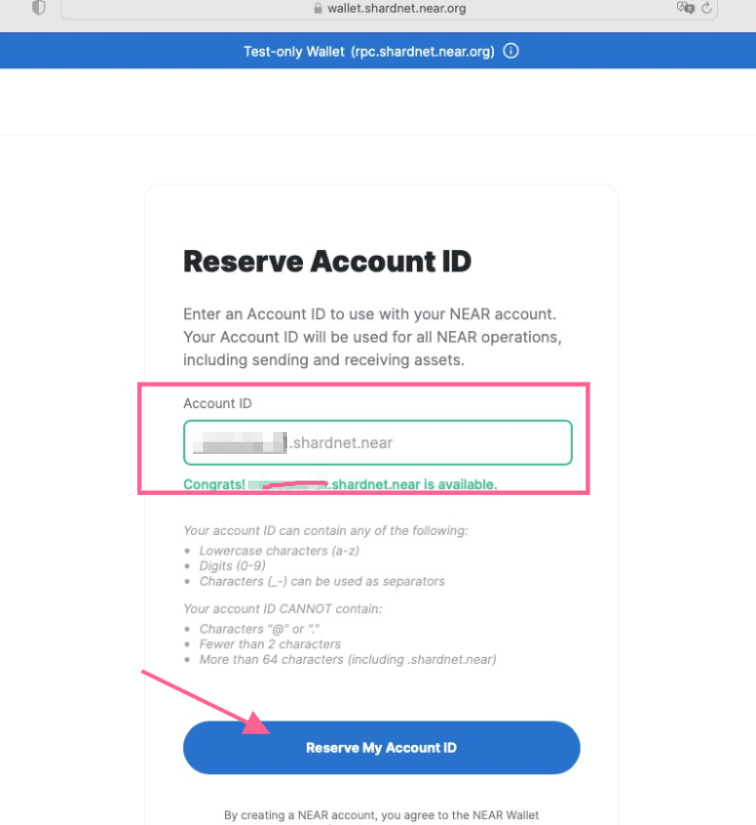 wallet.shardnet.near.org
Test-only Wallet (rpc.shardnet.near.org)
Reserve Account ID
Enter an Account ID to use with your NEAR account.
Your Account ID will be used for all NEAR operations,
including sending and receiving assets.
Account ID
.shardnet.near
Congrats! .shardnet.near is available.
Your account ID can contain any of the following:
• Lowercase characters (a-z)
• Digits (0-9)
• Characters (_-) can be used as separators
Your account ID CANNOT contain:
• Characters "@" or "."
• Fewer than 2 characters
• More than 64 characters (including .shardnet.near)
Reserve My Account ID
By creating a NEAR account, you agree to the NEAR Wallet